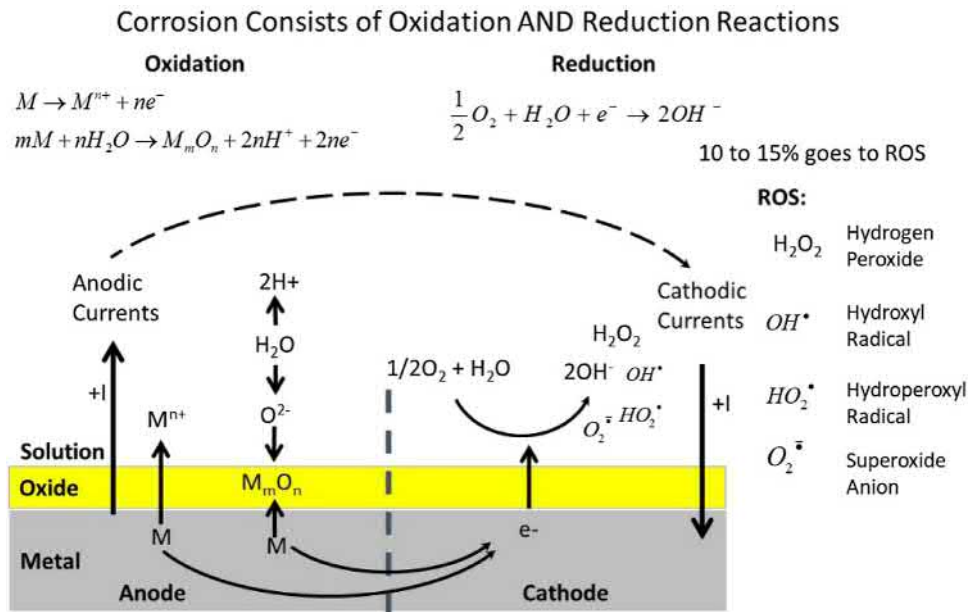 Corrosion Consists of Oxidation AND Reduction Reactions
Oxidation
M → Mⁿ⁺ + ne⁻
mM + nH₂O → MₘOₙ + 2nH⁺ + 2ne⁻
Reduction
1/2 O₂ + H₂O + e⁻ → 2OH⁻
10 to 15% goes to ROS
ROS:
H₂O₂ Hydrogen
Peroxide
OH• Hydroxyl
Radical
HO₂• Hydroperoxyl
Radical
O₂•̄ Superoxide
Anion
Anodic
Currents
+I
2H+
H₂O
O²⁻
Mⁿ⁺
MₘOₙ
M
M
1/2O₂ + H₂O
H₂O₂
2OH⁻ OH•
O₂•̄ HO₂•
e-
Cathodic
Currents
+I
Solution
Oxide
Metal
Anode
Cathode